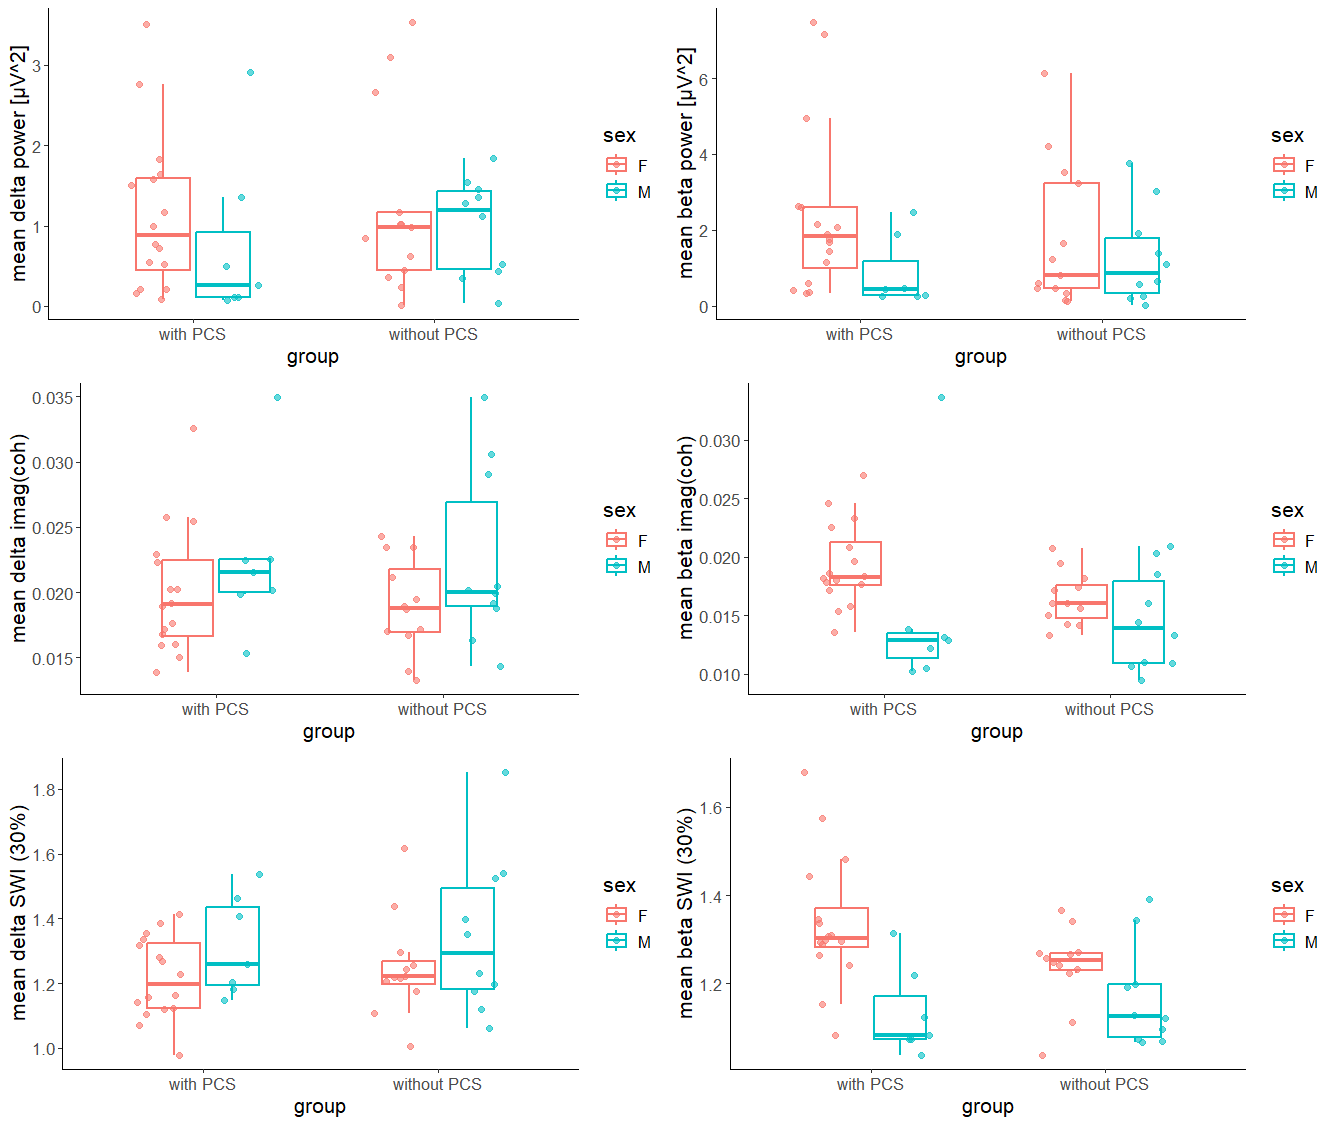 mean delta power [µV^2]
3
2
1
0
with PCS
without PCS
group
sex
F
M
mean beta power [µV^2]
6
4
2
0
with PCS
without PCS
group
sex
F
M
mean delta imag(coh)
0.035
0.030
0.025
0.020
0.015
with PCS
without PCS
group
sex
F
M
mean beta imag(coh)
0.030
0.025
0.020
0.015
0.010
with PCS
without PCS
group
sex
F
M
mean delta SWI (30%)
1.8
1.6
1.4
1.2
1.0
with PCS
without PCS
group
sex
F
M
mean beta SWI (30%)
1.6
1.4
1.2
with PCS
without PCS
group
sex
F
M